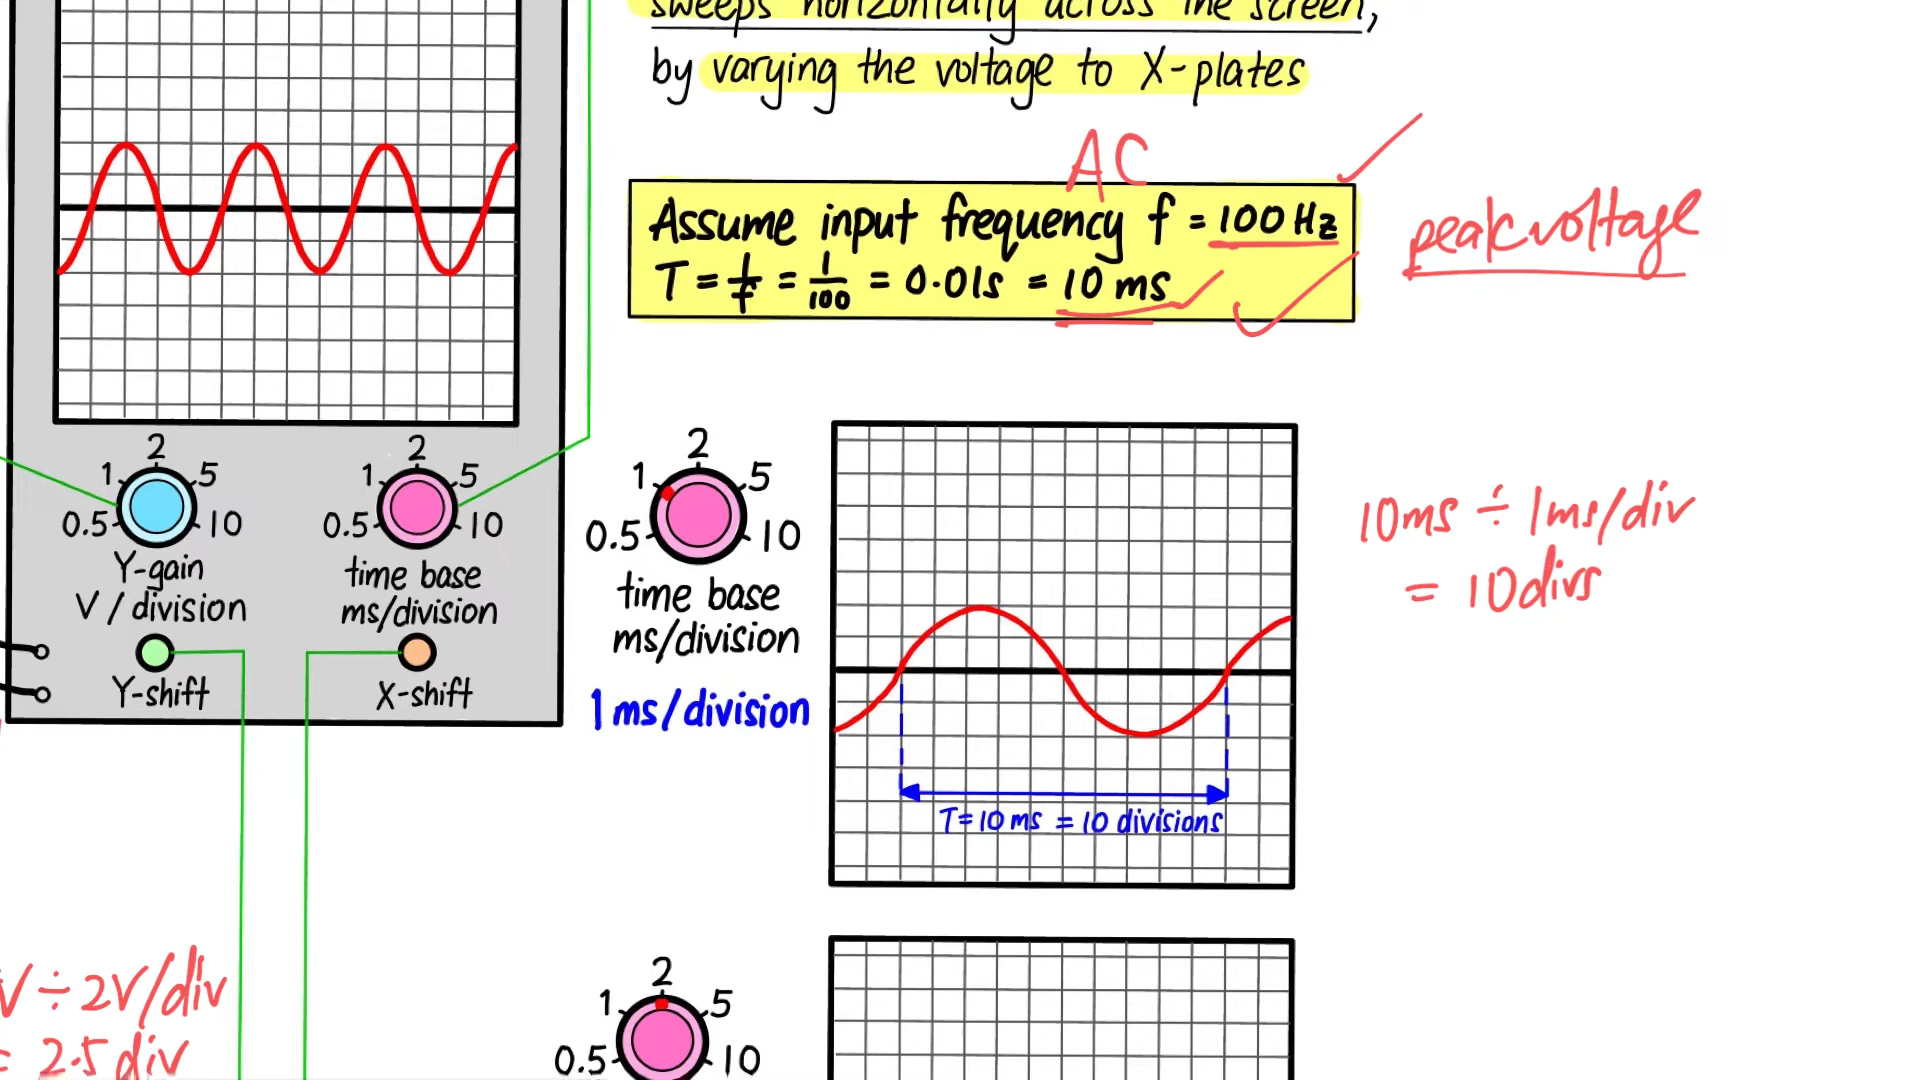 sweeps horizontally across the screen,
by varying the voltage to X-plates
AC
Assume input frequency f = 100 Hz
T = 1/f = 1/100 = 0.01s = 10 ms
peak voltage
2
1 5
0.5 10
Y-gain
V / division
Y-shift
2
1 5
0.5 10
time base
ms/division
X-shift
2
1 5
0.5 10
time base
ms/division
1 ms/division
T = 10 ms = 10 divisions
10ms ÷ 1ms/div
= 10 divs
V ÷ 2V/div
= 2.5 div
2
1 5
0.5 10